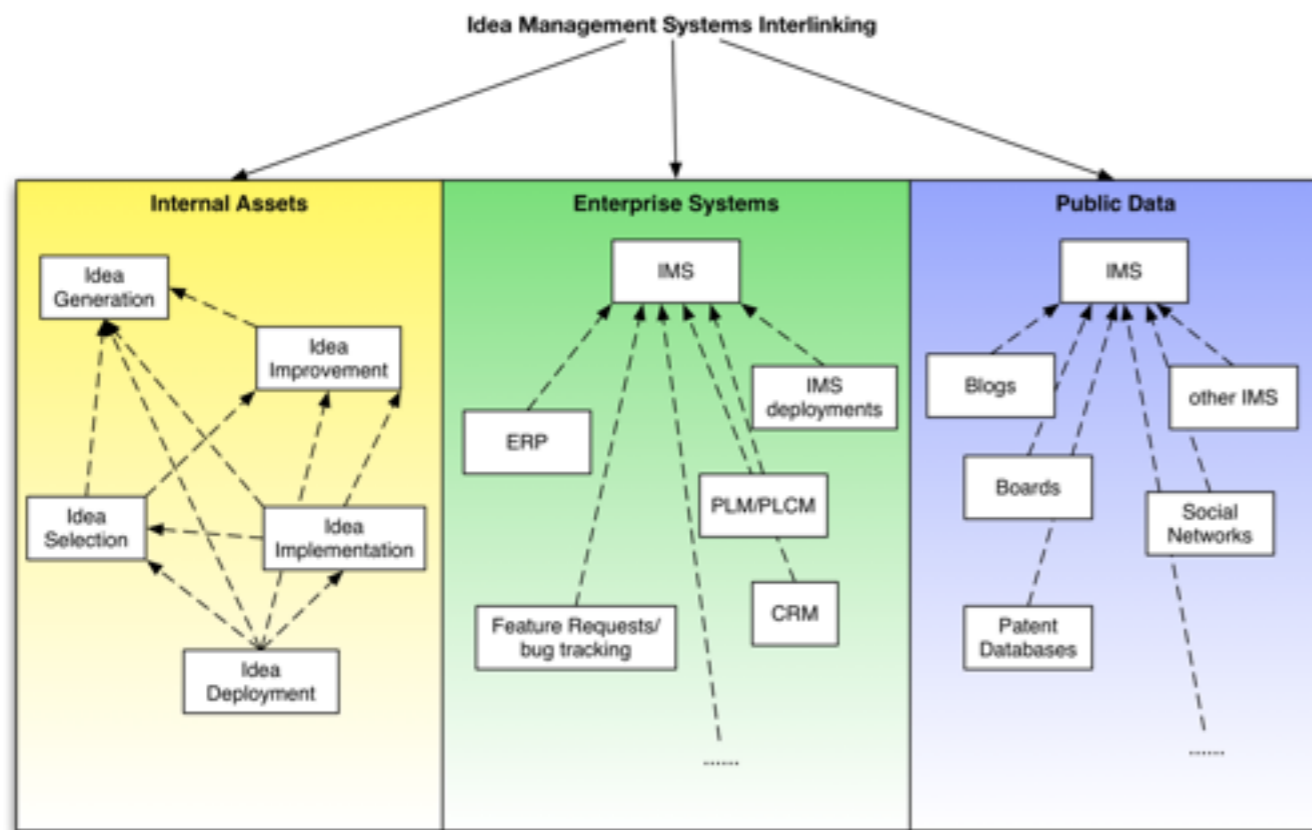 Idea Management Systems Interlinking
Internal Assets
Idea
Generation
Idea
Improvement
Idea
Selection
Idea
Implementation
Idea
Deployment
Enterprise Systems
IMS
IMS
deployments
ERP
PLM/PLCM
CRM
Feature Requests/
bug tracking
.......
Public Data
IMS
Blogs
other IMS
Boards
Social
Networks
Patent
Databases
.......